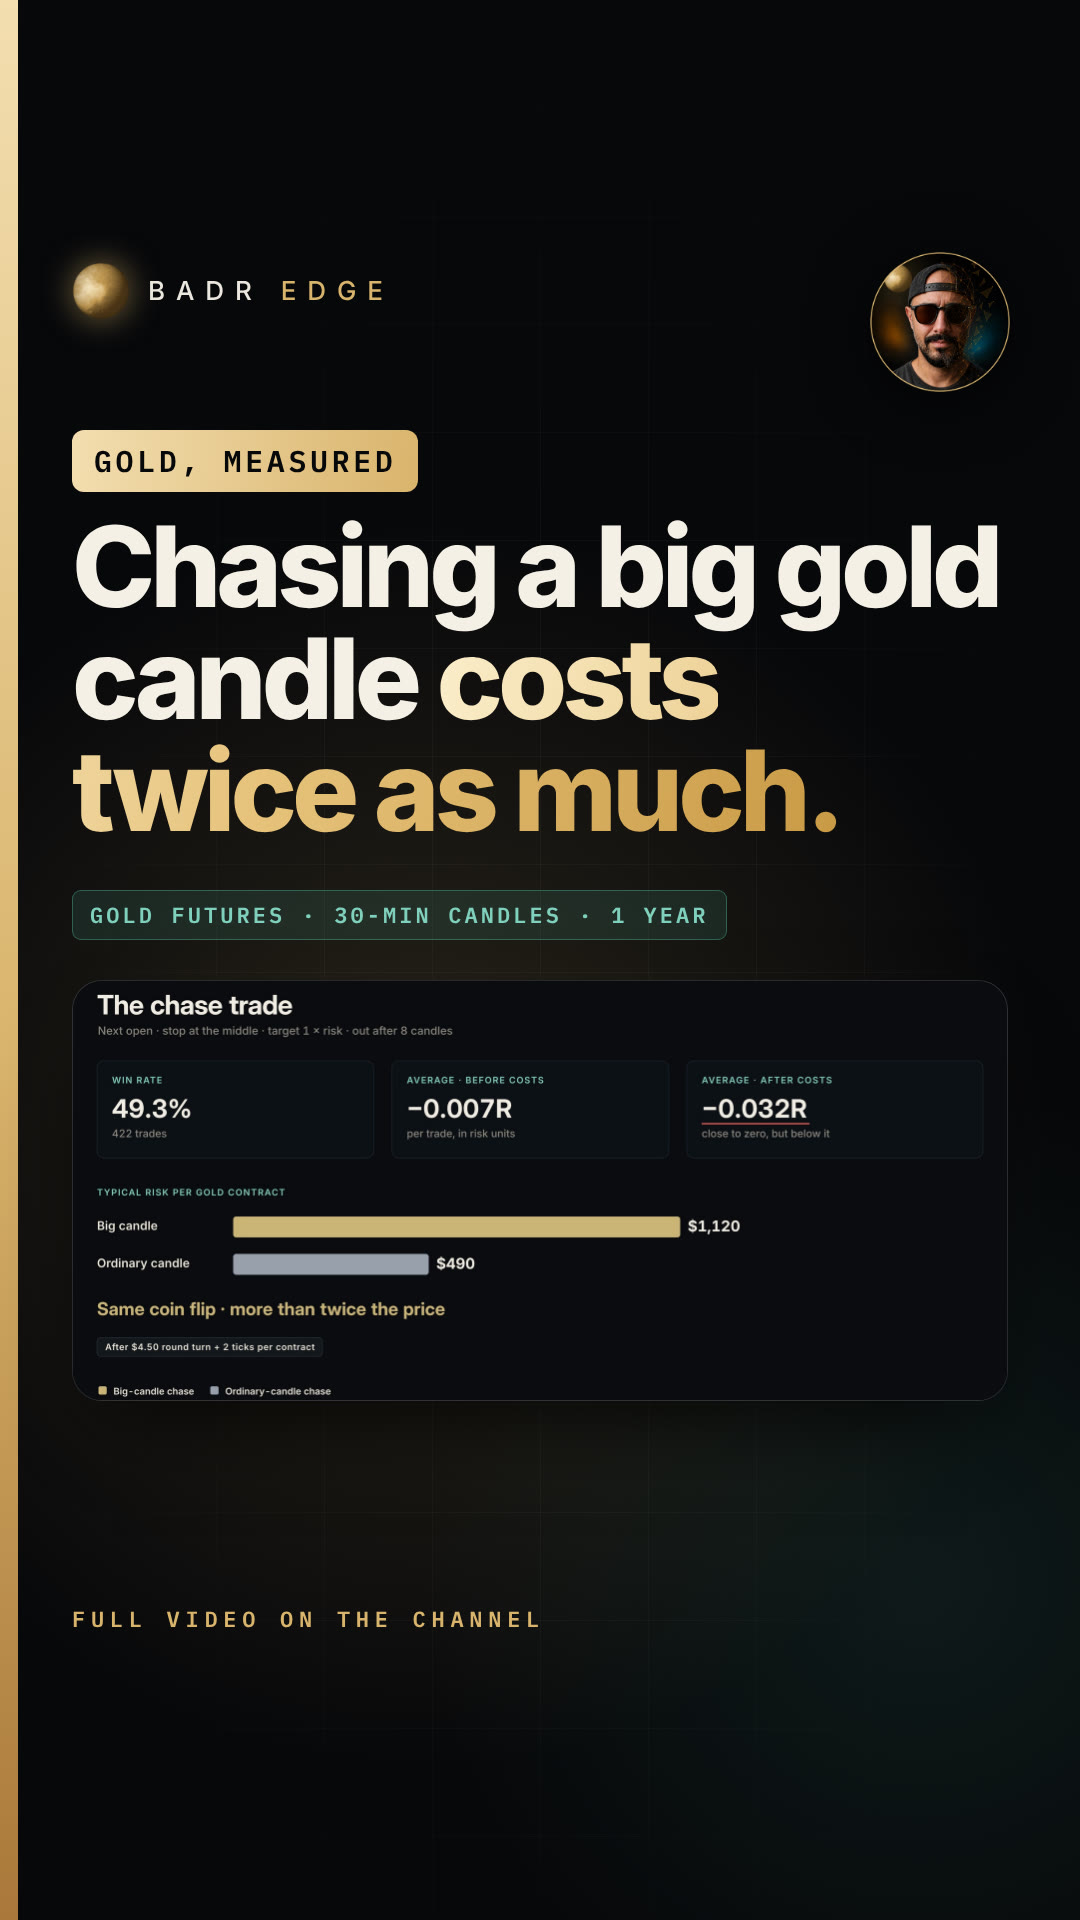 BADR EDGE
GOLD, MEASURED
Chasing a big gold
candle costs
twice as much.
GOLD FUTURES · 30-MIN CANDLES · 1 YEAR
The chase trade
Next open · stop at the middle · target 1 × risk · out after 8 candles
WIN RATE
49.3%
422 trades
AVERAGE · BEFORE COSTS
−0.007R
per trade, in risk units
AVERAGE · AFTER COSTS
−0.032R
close to zero, but below it
TYPICAL RISK PER GOLD CONTRACT
Big candle $1,120
Ordinary candle $490
Same coin flip · more than twice the price
After $4.50 round turn + 2 ticks per contract
Big-candle chase Ordinary-candle chase
FULL VIDEO ON THE CHANNEL